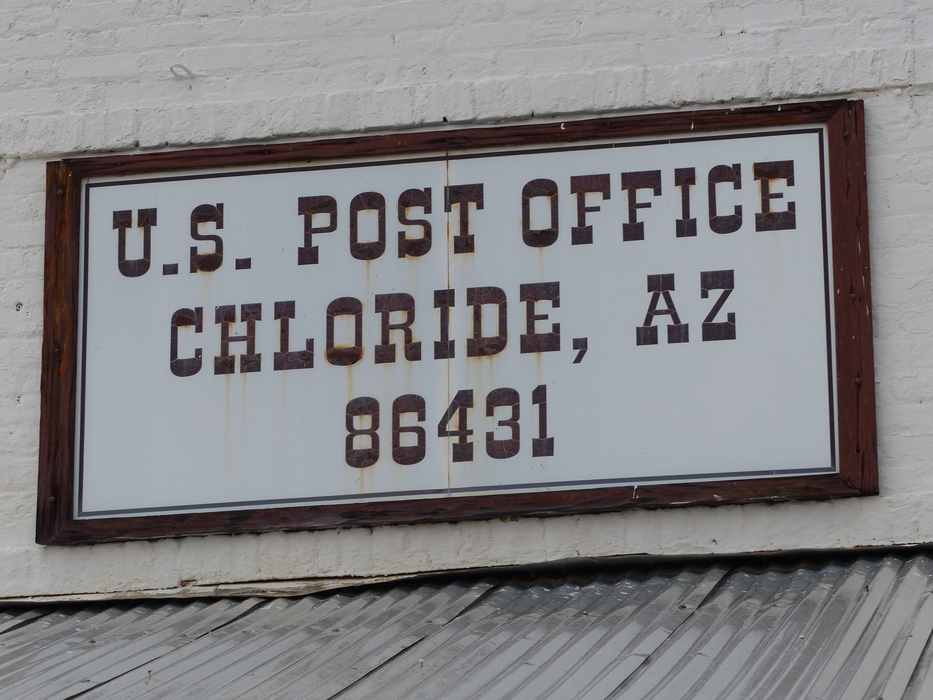 U.S. POST OFFICE
CHLORIDE, AZ
86431